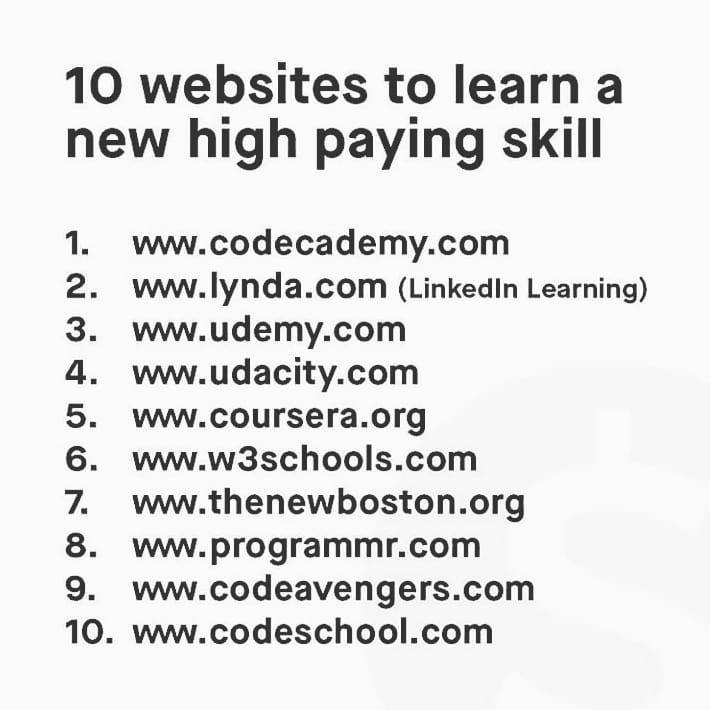 10 websites to learn a
new high paying skill
1. www.codecademy.com
2. www.lynda.com (LinkedIn Learning)
3. www.udemy.com
4. www.udacity.com
5. www.coursera.org
6. www.w3schools.com
7. www.thenewboston.org
8. www.programmr.com
9. www.codeavengers.com
10. www.codeschool.com